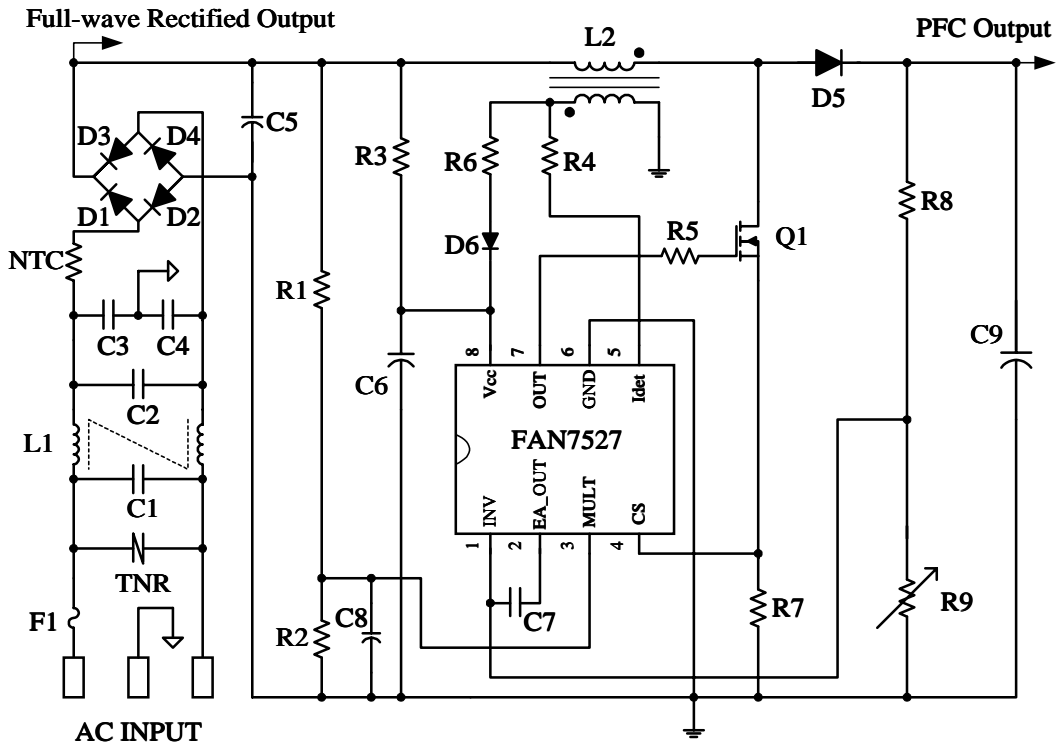 Full-wave Rectified Output
PFC Output
L2
D5
C5
D3
D4
D1
D2
R3
R6
R4
R8
R5
Q1
D6
NTC
R1
C3
C4
C9
C6
8
7
6
5
Vcc
OUT
GND
Idet
C2
L1
FAN7527
C1
INV
EA_OUT
MULT
CS
1
2
3
4
TNR
F1
R2
C8
C7
R7
R9
AC INPUT